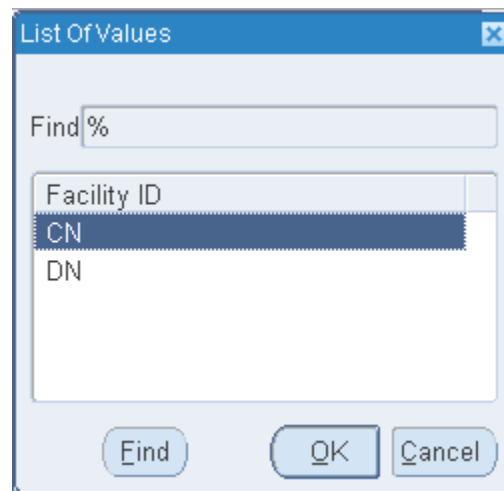 List Of Values
Find %
Facility ID
CN
DN
Find OK Cancel